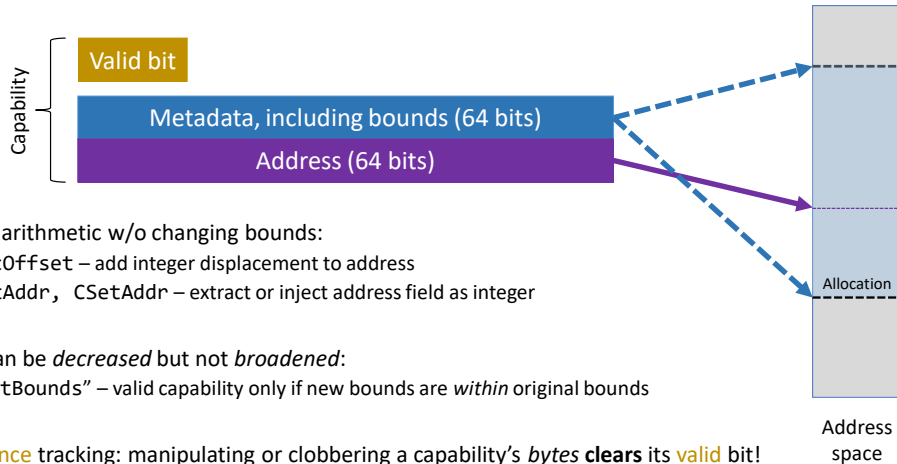 Capability
Valid bit
Metadata, including bounds (64 bits)
Address (64 bits)
arithmetic w/o changing bounds:
Offset – add integer displacement to address
tAddr, CSetAddr – extract or inject address field as integer
Allocation
an be decreased but not broadened:
tBounds” – valid capability only if new bounds are within original bounds
Address
space
nce tracking: manipulating or clobbering a capability’s bytes clears its valid bit!